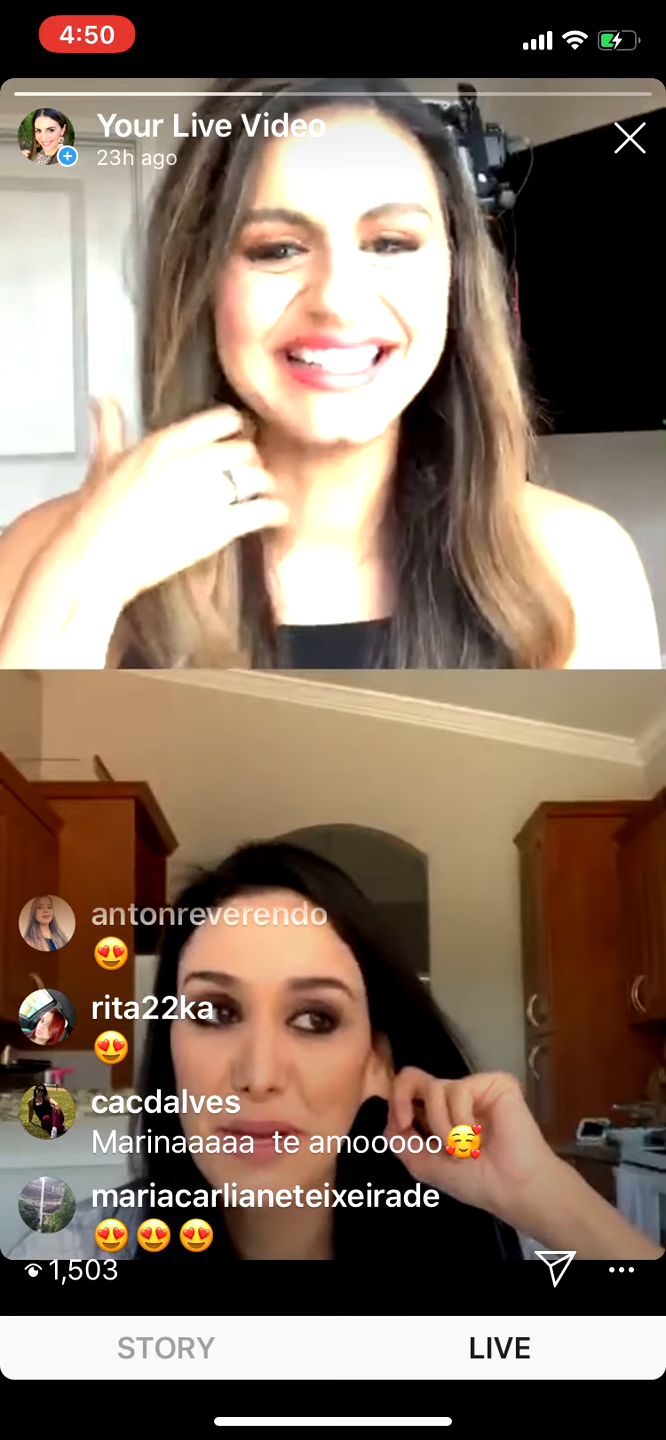 4:50
Your Live Video
23h ago
antonreverendo
😍
rita22ka
😍
cacdalves
Marinaaaaa te amooooo🥰
mariacarlianeteixeirade
😍😍😍
1,503
STORY
LIVE